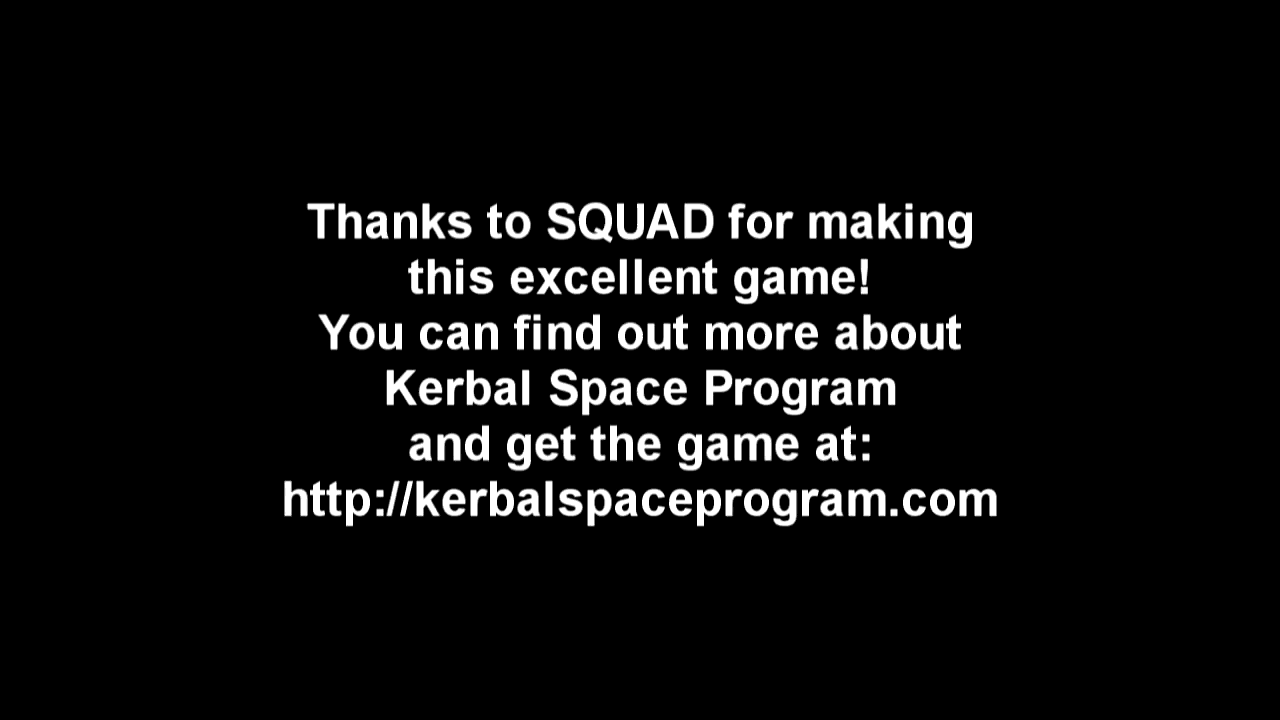 Thanks to SQUAD for making
this excellent game!
You can find out more about
Kerbal Space Program
and get the game at:
http://kerbalspaceprogram.com